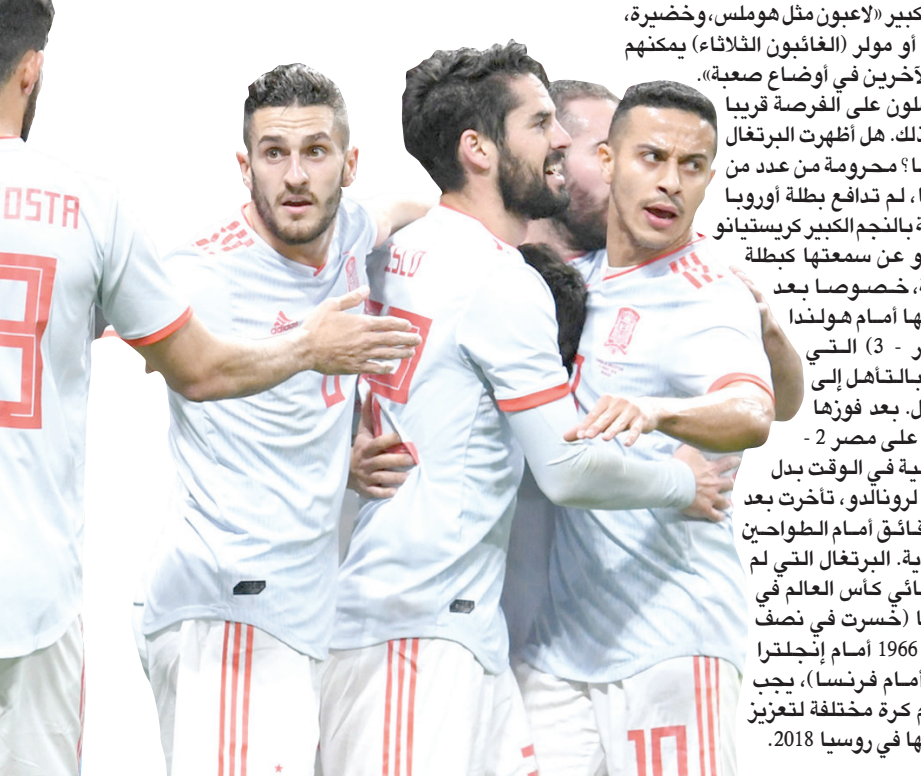 كبير «لاعبون مثل هوملس، وخضيرة،
أو مولر (الغائبون الثلاثاء) يمكنهم
لآخرين في أوضاع صعبة».
لون على الفرصة قريبا
ذلك. هل أظهرت البرتغال
ا؟ محرومة من عدد من
ا، لم تدافع بطلة أوروبا
ة بالنجم الكبير كريستيانو
و عن سمعتها كبطلة
، خصوصا بعد
ها أمام هولندا
ر - 3) التي
بالتأهل إلى
ل. بعد فوزها
على مصر 2 -
ية في الوقت بدل
لرونالدو، تأخرت بعد
قائق أمام الطواحين
ية. البرتغال التي لم
ائي كأس العالم في
ا (خسرت في نصف
1966 أمام إنجلترا
أمام فرنسا)، يجب
م كرة مختلفة لتعزيز
ها في روسيا 2018.
OSTA
ISCO
adidas
10